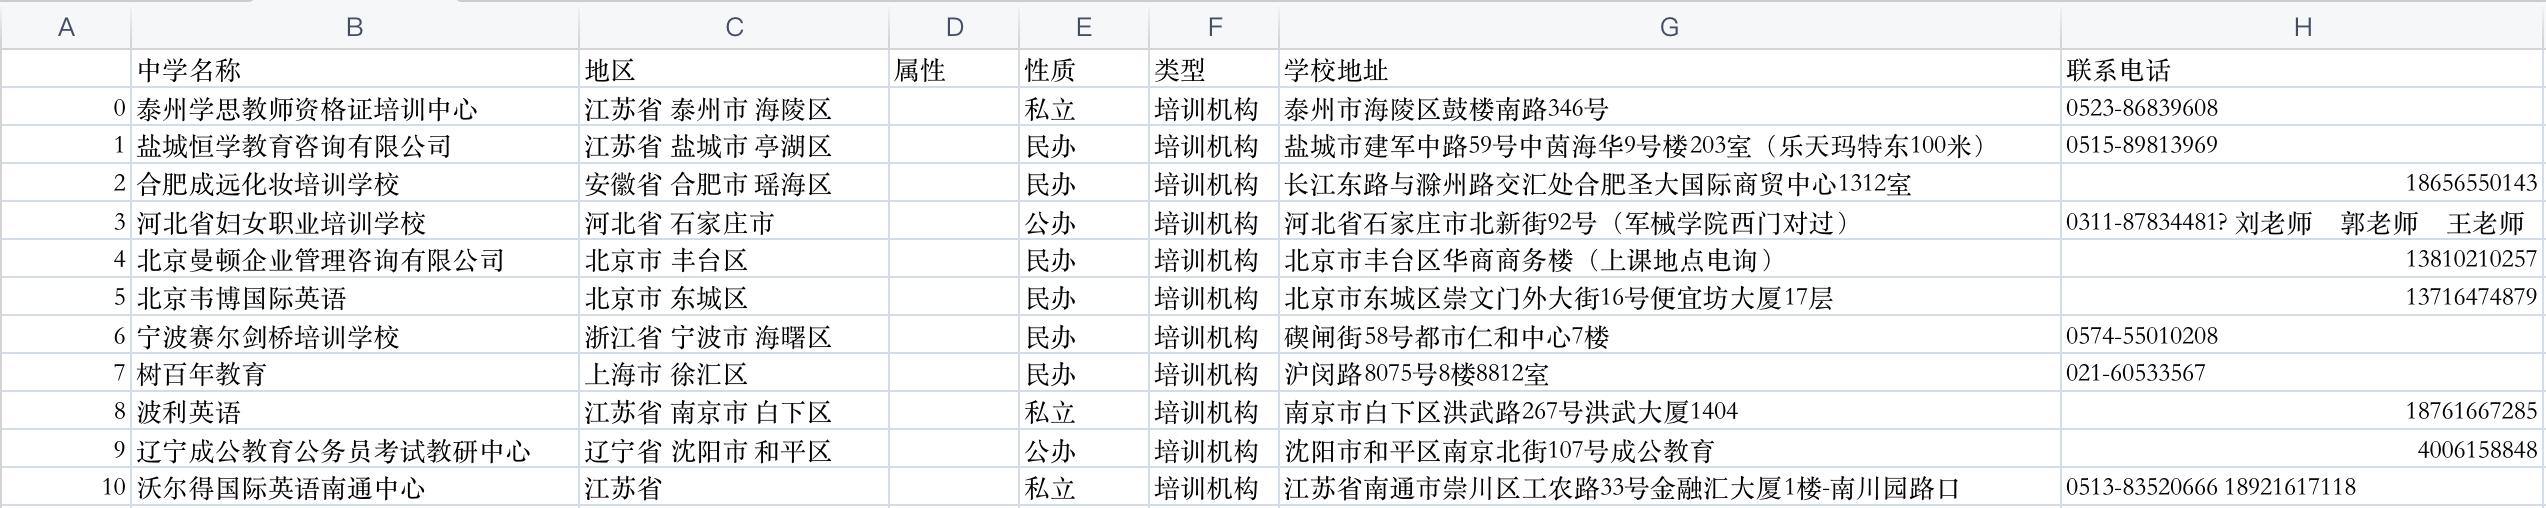 A B C D E F G H
中学名称 地区 属性 性质 类型 学校地址 联系电话
0 泰州学思教师资格证培训中心 江苏省 泰州市 海陵区 私立 培训机构 泰州市海陵区鼓楼南路346号 0523-86839608
1 盐城恒学教育咨询有限公司 江苏省 盐城市 亭湖区 民办 培训机构 盐城市建军中路59号中茵海华9号楼203室（乐天玛特东100米） 0515-89813969
2 合肥成远化妆培训学校 安徽省 合肥市 瑶海区 民办 培训机构 长江东路与滁州路交汇处合肥圣大国际商贸中心1312室 18656550143
3 河北省妇女职业培训学校 河北省 石家庄市 公办 培训机构 河北省石家庄市北新街92号（军械学院西门对过） 0311-87834481? 刘老师 郭老师 王老师
4 北京曼顿企业管理咨询有限公司 北京市 丰台区 民办 培训机构 北京市丰台区华商商务楼（上课地点电询） 13810210257
5 北京韦博国际英语 北京市 东城区 民办 培训机构 北京市东城区崇文门外大街16号便宜坊大厦17层 13716474879
6 宁波赛尔剑桥培训学校 浙江省 宁波市 海曙区 民办 培训机构 碶闸街58号都市仁和中心7楼 0574-55010208
7 树百年教育 上海市 徐汇区 民办 培训机构 沪闵路8075号8楼8812室 021-60533567
8 波利英语 江苏省 南京市 白下区 私立 培训机构 南京市白下区洪武路267号洪武大厦1404 18761667285
9 辽宁成公教育公务员考试教研中心 辽宁省 沈阳市 和平区 公办 培训机构 沈阳市和平区南京北街107号成公教育 4006158848
10 沃尔得国际英语南通中心 江苏省 私立 培训机构 江苏省南通市崇川区工农路33号金融汇大厦1楼-南川园路口 0513-83520666 18921617118